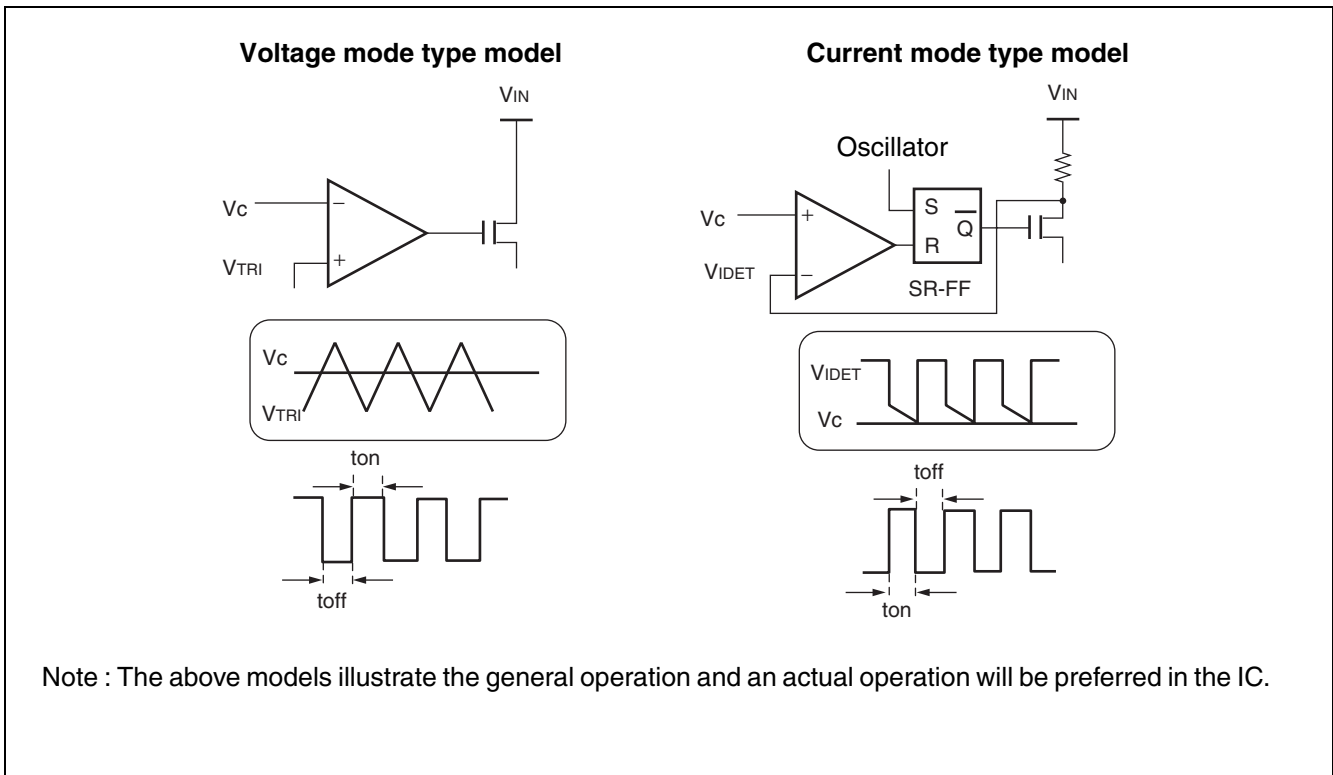 Voltage mode type model
VIN
Vc
−
VTRI
+
Vc
VTRI
ton
toff
Current mode type model
VIN
Oscillator
Vc
+
S
Q
R
VIDET
−
SR-FF
VIDET
Vc
toff
ton
Note : The above models illustrate the general operation and an actual operation will be preferred in the IC.